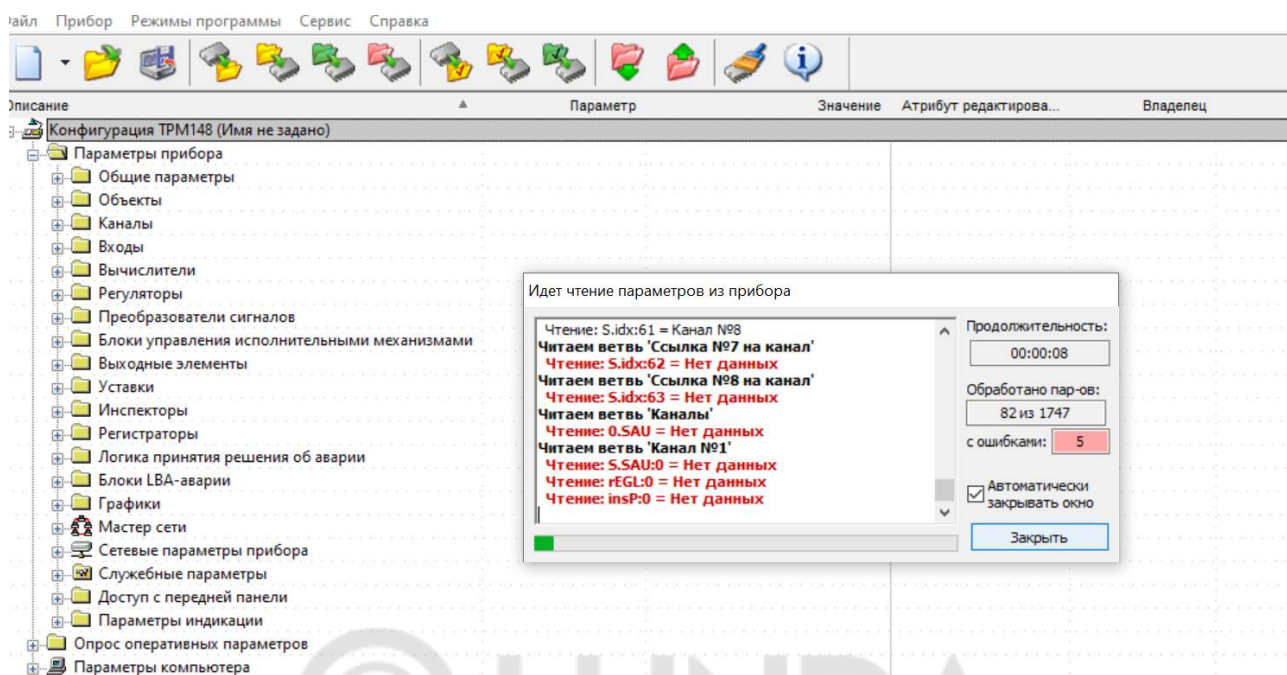 Файл Прибор Режимы программы Сервис Справка
Описание Параметр Значение Атрибут редактирова... Владелец
Конфигурация ТРМ148 (Имя не задано)
Параметры прибора
Общие параметры
Объекты
Каналы
Входы
Вычислители
Регуляторы
Преобразователи сигналов
Блоки управления исполнительными механизмами
Выходные элементы
Уставки
Инспекторы
Регистраторы
Логика принятия решения об аварии
Блоки LBA-аварии
Графики
Мастер сети
Сетевые параметры прибора
Служебные параметры
Доступ с передней панели
Параметры индикации
Опрос оперативных параметров
Параметры компьютера
Идет чтение параметров из прибора
Чтение: S.idx:61 = Канал №8
Читаем ветвь 'Ссылка №7 на канал'
Чтение: S.idx:62 = Нет данных
Читаем ветвь 'Ссылка №8 на канал'
Чтение: S.idx:63 = Нет данных
Читаем ветвь 'Каналы'
Чтение: 0.SAU = Нет данных
Читаем ветвь 'Канал №1'
Чтение: S.SAU:0 = Нет данных
Чтение: rEGL:0 = Нет данных
Чтение: insP:0 = Нет данных
Продолжительность:
00:00:08
Обработано пар-ов:
82 из 1747
с ошибками: 5
Автоматически
закрывать окно
Закрыть